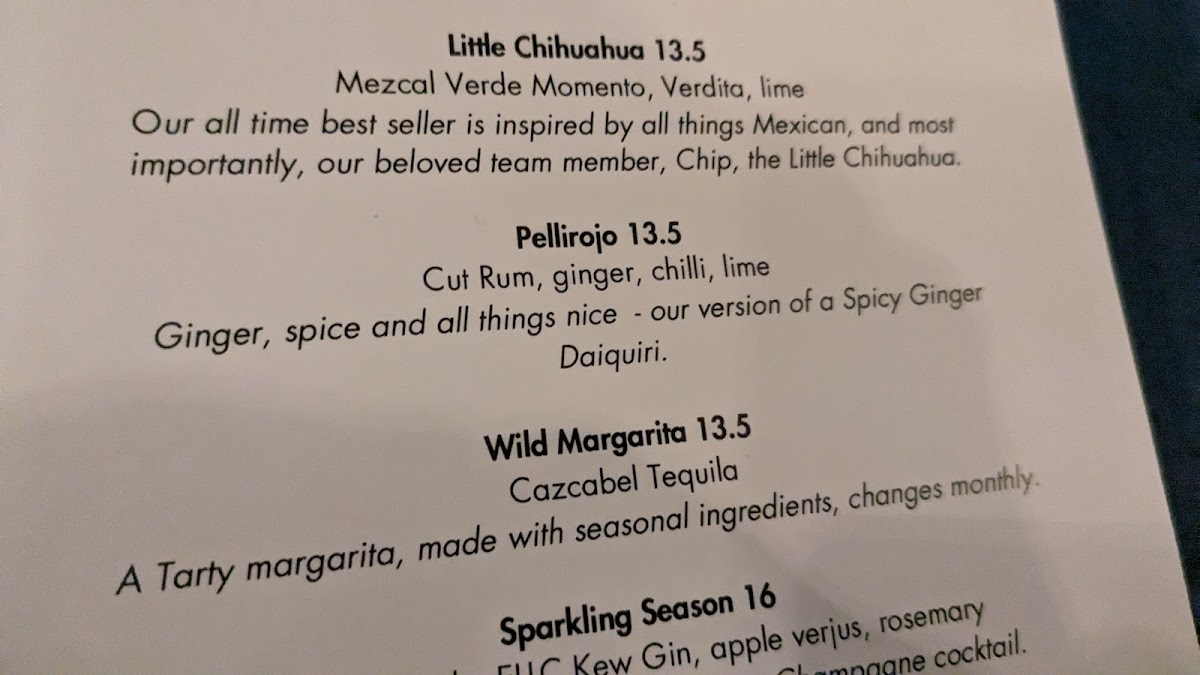 Little Chihuahua 13.5
Mezcal Verde Momento, Verdita, lime
Our all time best seller is inspired by all things Mexican, and most
importantly, our beloved team member, Chip, the Little Chihuahua.
Pellirojo 13.5
Cut Rum, ginger, chilli, lime
Ginger, spice and all things nice - our version of a Spicy Ginger
Daiquiri.
Wild Margarita 13.5
Cazcabel Tequila
A Tarty margarita, made with seasonal ingredients, changes monthly.
Sparkling Season 16
Kew Gin, apple verjus, rosemary
Champagne cocktail.